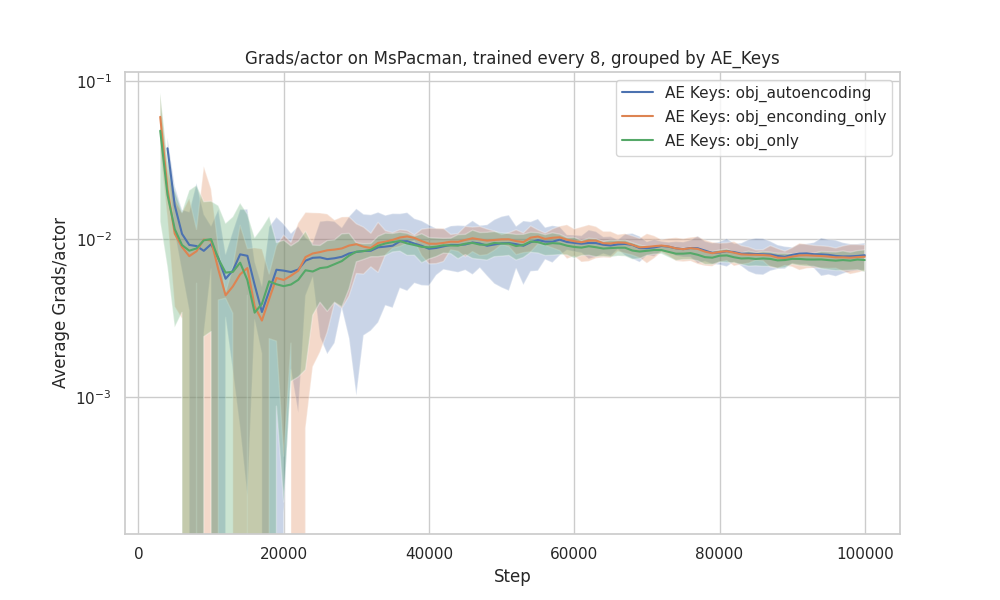 Grads/actor on MsPacman, trained every 8, grouped by AE_Keys
AE Keys: obj_autoencoding
AE Keys: obj_enconding_only
AE Keys: obj_only
Average Grads/actor
10⁻¹
10⁻²
10⁻³
0 20000 40000 60000 80000 100000
Step